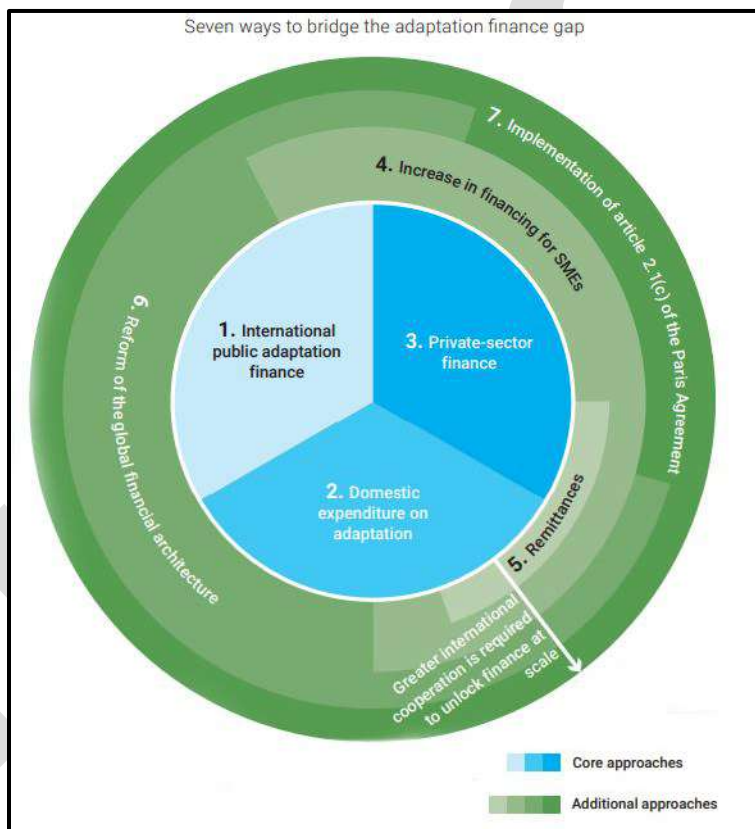 Seven ways to bridge the adaptation finance gap
7. Implementation of article 2.1(c) of the Paris Agreement
4. Increase in financing for SMEs
6. Reform of the global financial architecture
1. International
public adaptation
finance
3. Private-sector
finance
2. Domestic
expenditure on
adaptation
5. Remittances
Greater international
cooperation is required
to unlock finance at
scale
Core approaches
Additional approaches